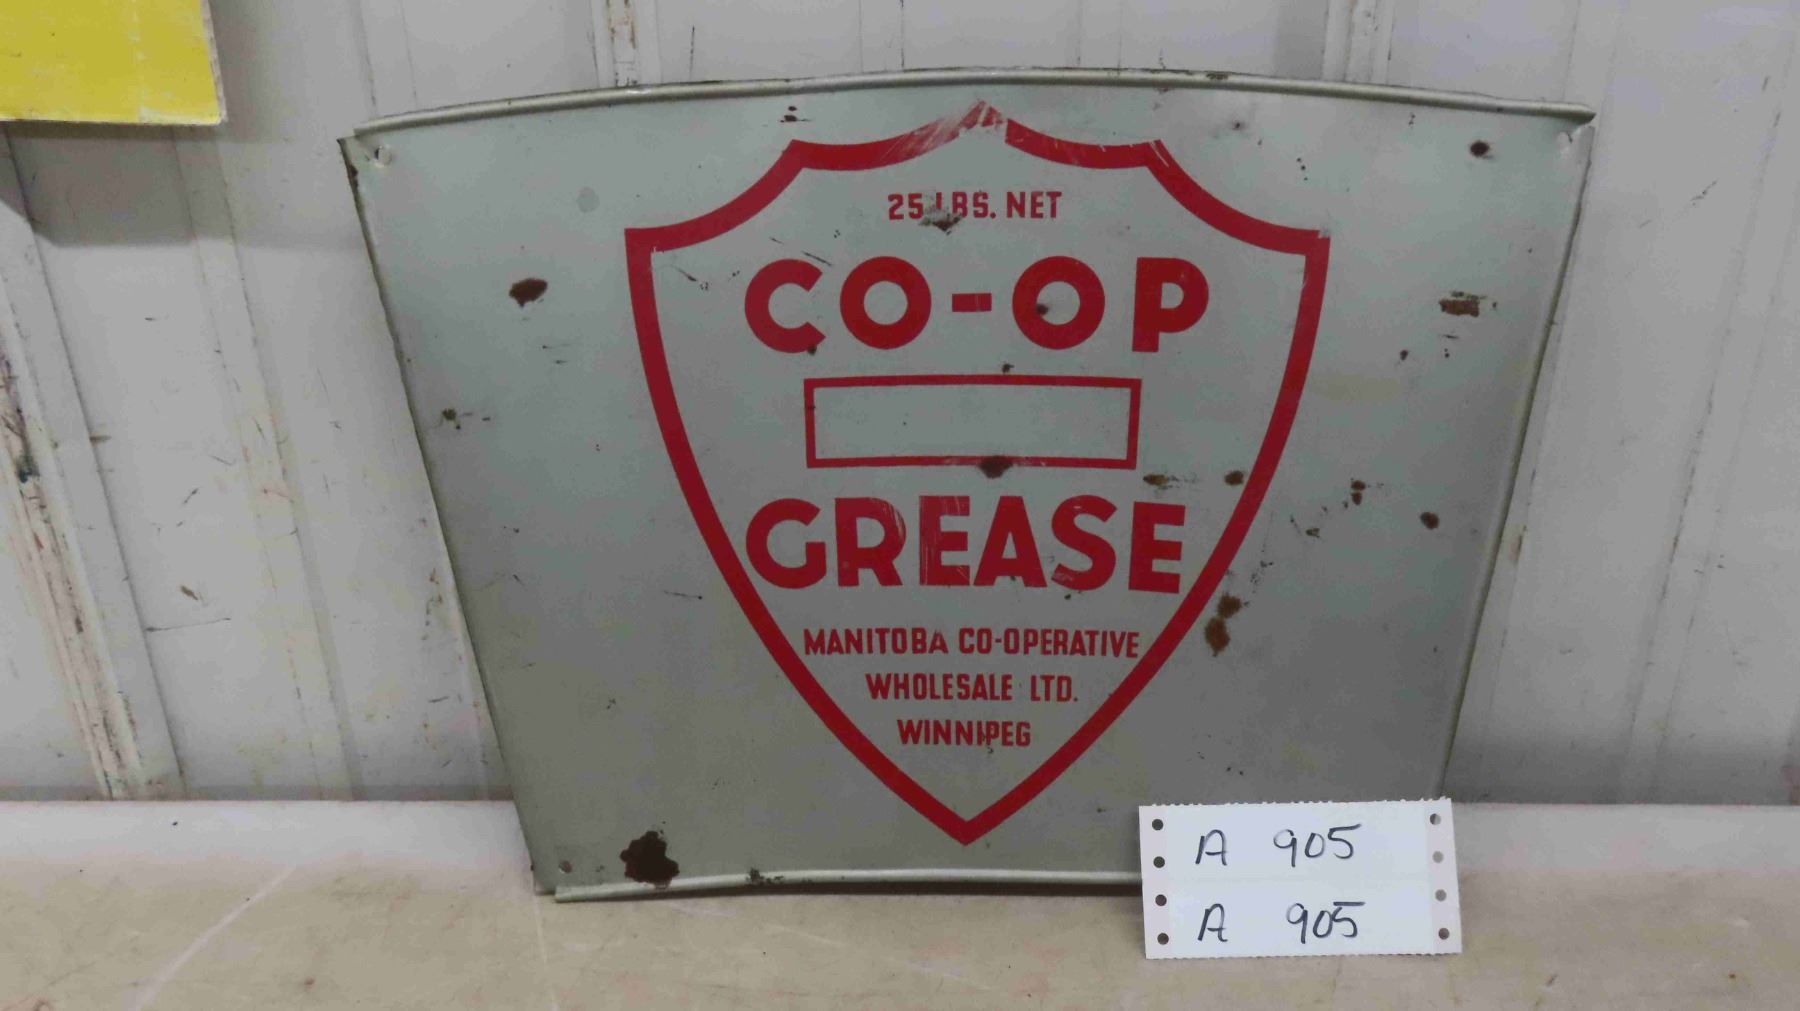 25 LBS. NET
CO-OP
GREASE
MANITOBA CO-OPERATIVE
WHOLESALE LTD.
WINNIPEG
A 905
A 905